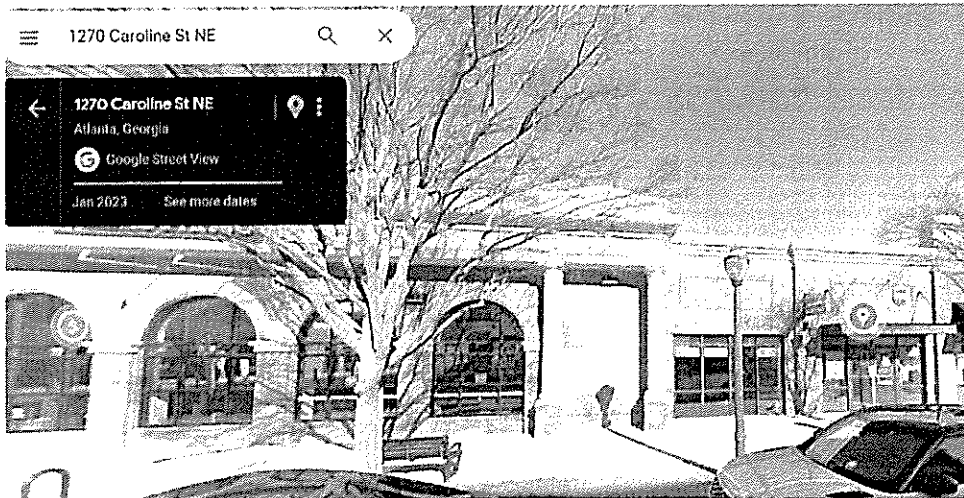 1270 Caroline St NE
1270 Caroline St NE
Atlanta, Georgia
Google Street View
Jan 2023 See more dates